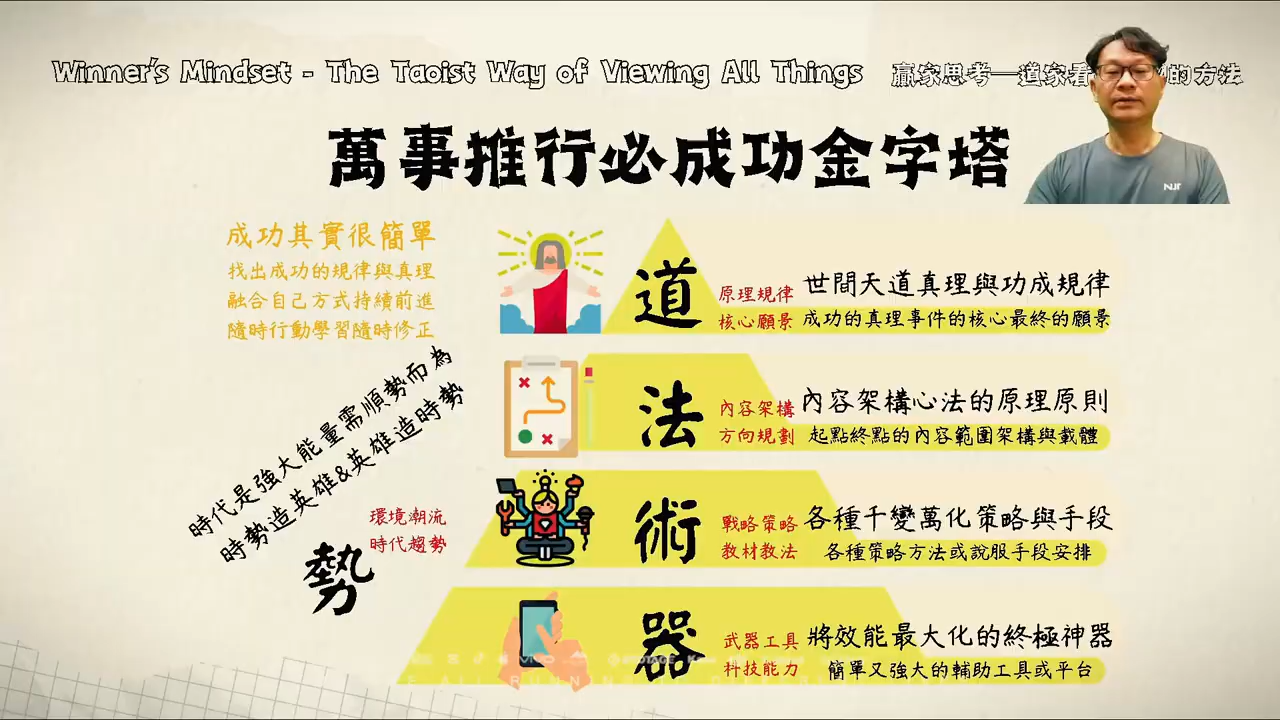 Winner's Mindset - The Taoist Way of Viewing All Things 贏家思考—道家看 的方法
萬事推行必成功金字塔
成功其實很簡單
找出成功的規律與真理
融合自己方式持續前進
隨時行動學習隨時修正
時代是強大能量需順勢而為
時勢造英雄&英雄造時勢
勢
環境潮流
時代趨勢
道
原理規律
核心願景
世間天道真理與功成規律
成功的真理事件的核心最終的願景
法
內容架構
方向規劃
內容架構心法的原理原則
起點終點的內容範圍架構與載體
術
戰略策略
教材教法
各種千變萬化策略與手段
各種策略方法或說服手段安排
器
武器工具
科技能力
將效能最大化的終極神器
簡單又強大的輔助工具或平台
NJF